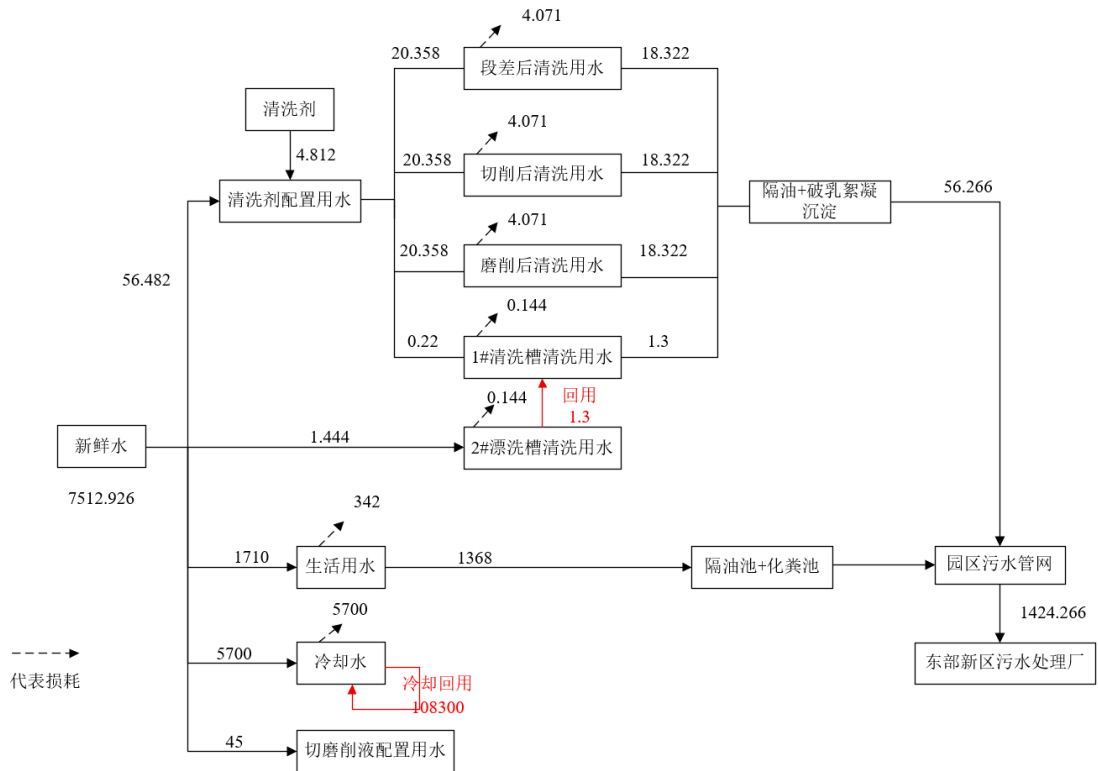 4.071
20.358
段差后清洗用水
18.322
清洗剂
4.812
4.071
20.358
切削后清洗用水
18.322
清洗剂配置用水
隔油+破乳絮凝
沉淀
56.266
4.071
20.358
磨削后清洗用水
18.322
56.482
0.144
0.22
1#清洗槽清洗用水
1.3
回用
1.3
0.144
新鲜水
1.444
2#漂洗槽清洗用水
7512.926
342
1710
生活用水
1368
隔油池+化粪池
园区污水管网
5700
1424.266
5700
冷却水
冷却回用
108300
东部新区污水处理厂
代表损耗
45
切磨削液配置用水